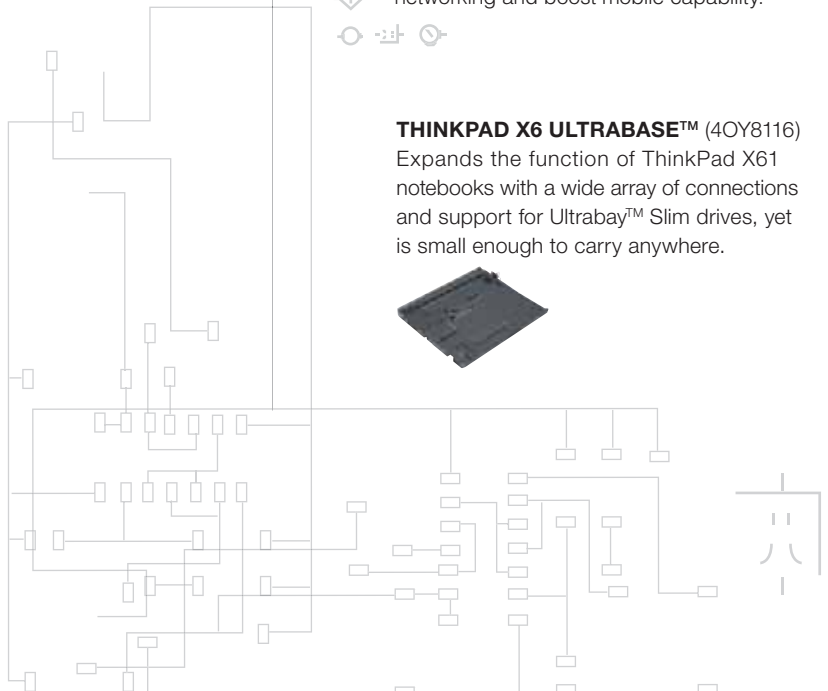 networking and boost mobile capability.
THINKPAD X6 ULTRABASE™ (4OY8116)
Expands the function of ThinkPad X61
notebooks with a wide array of connections
and support for Ultrabay™ Slim drives, yet
is small enough to carry anywhere.